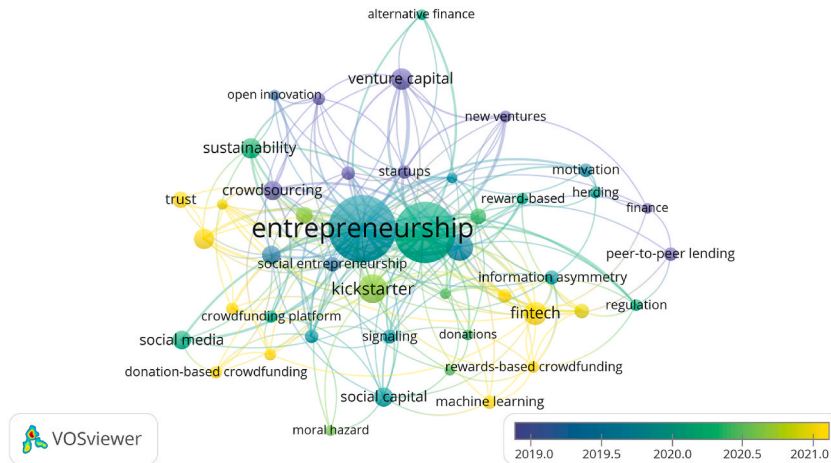 alternative finance
venture capital
open innovation
new ventures
sustainability
startups
motivation
crowdsourcing
herding
trust
reward-based
finance
entrepreneurship
peer-to-peer lending
social entrepreneurship
information asymmetry
kickstarter
regulation
crowdfunding platform
fintech
social media
signaling
donations
donation-based crowdfunding
rewards-based crowdfunding
social capital
machine learning
moral hazard
VOSviewer
2019.0 2019.5 2020.0 2020.5 2021.0